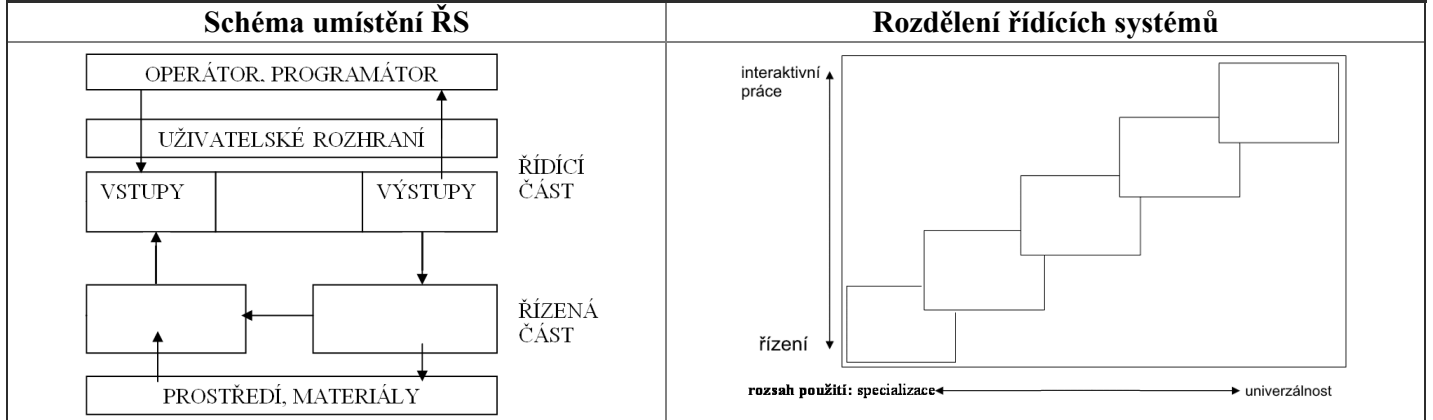 Schéma umístění ŘS
OPERÁTOR, PROGRAMÁTOR
UŽIVATELSKÉ ROZHRANÍ
VSTUPY
VÝSTUPY
ŘÍDÍCÍ
ČÁST
ŘÍZENÁ
ČÁST
PROSTŘEDÍ, MATERIÁLY
Rozdělení řídících systémů
interaktivní
práce
řízení
rozsah použití: specializace
univerzálnost